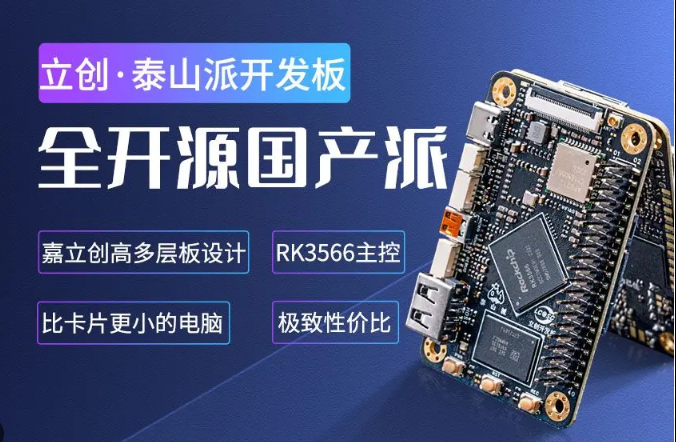 立创·泰山派开发板
全开源国产派
嘉立创高多层板设计
RK3566主控
比卡片更小的电脑
极致性价比
Rockchip
RK3566